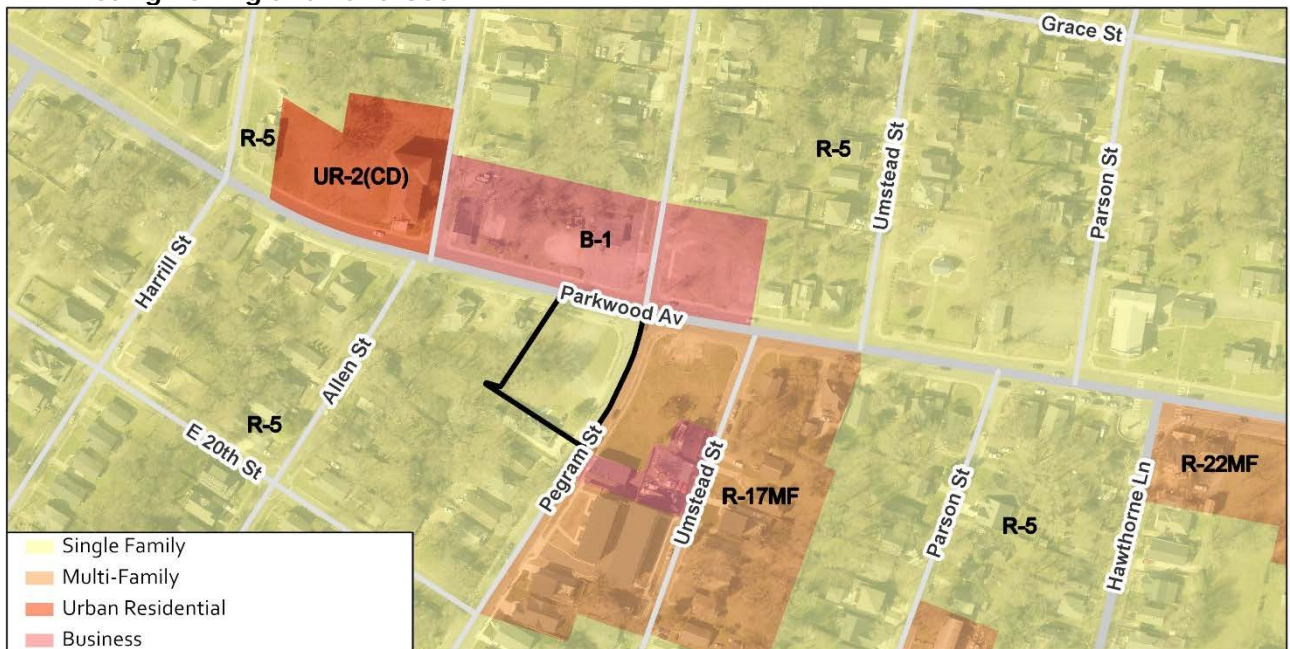 Grace St
R-5
UR-2(CD)
R-5
Umstead St
Parson St
B-1
Harrill St
Parkwood Av
Allen St
R-5
E 20th St
Pegram St
Umstead St
R-17MF
Parson St
R-5
Hawthorne Ln
R-22MF
Single Family
Multi-Family
Urban Residential
Business